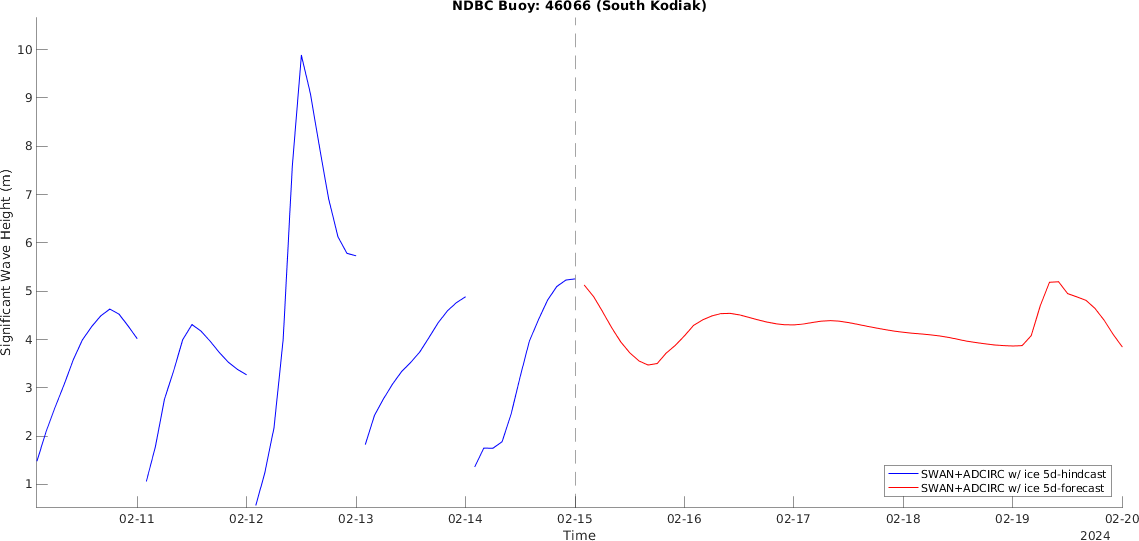 NDBC Buoy: 46066 (South Kodiak)
10
9
8
7
6
5
4
3
2
1
Significant Wave Height (m)
SWAN+ADCIRC w/ ice 5d-hindcast
SWAN+ADCIRC w/ ice 5d-forecast
02-11 02-12 02-13 02-14 02-15 02-16 02-17 02-18 02-19 02-20
Time
2024